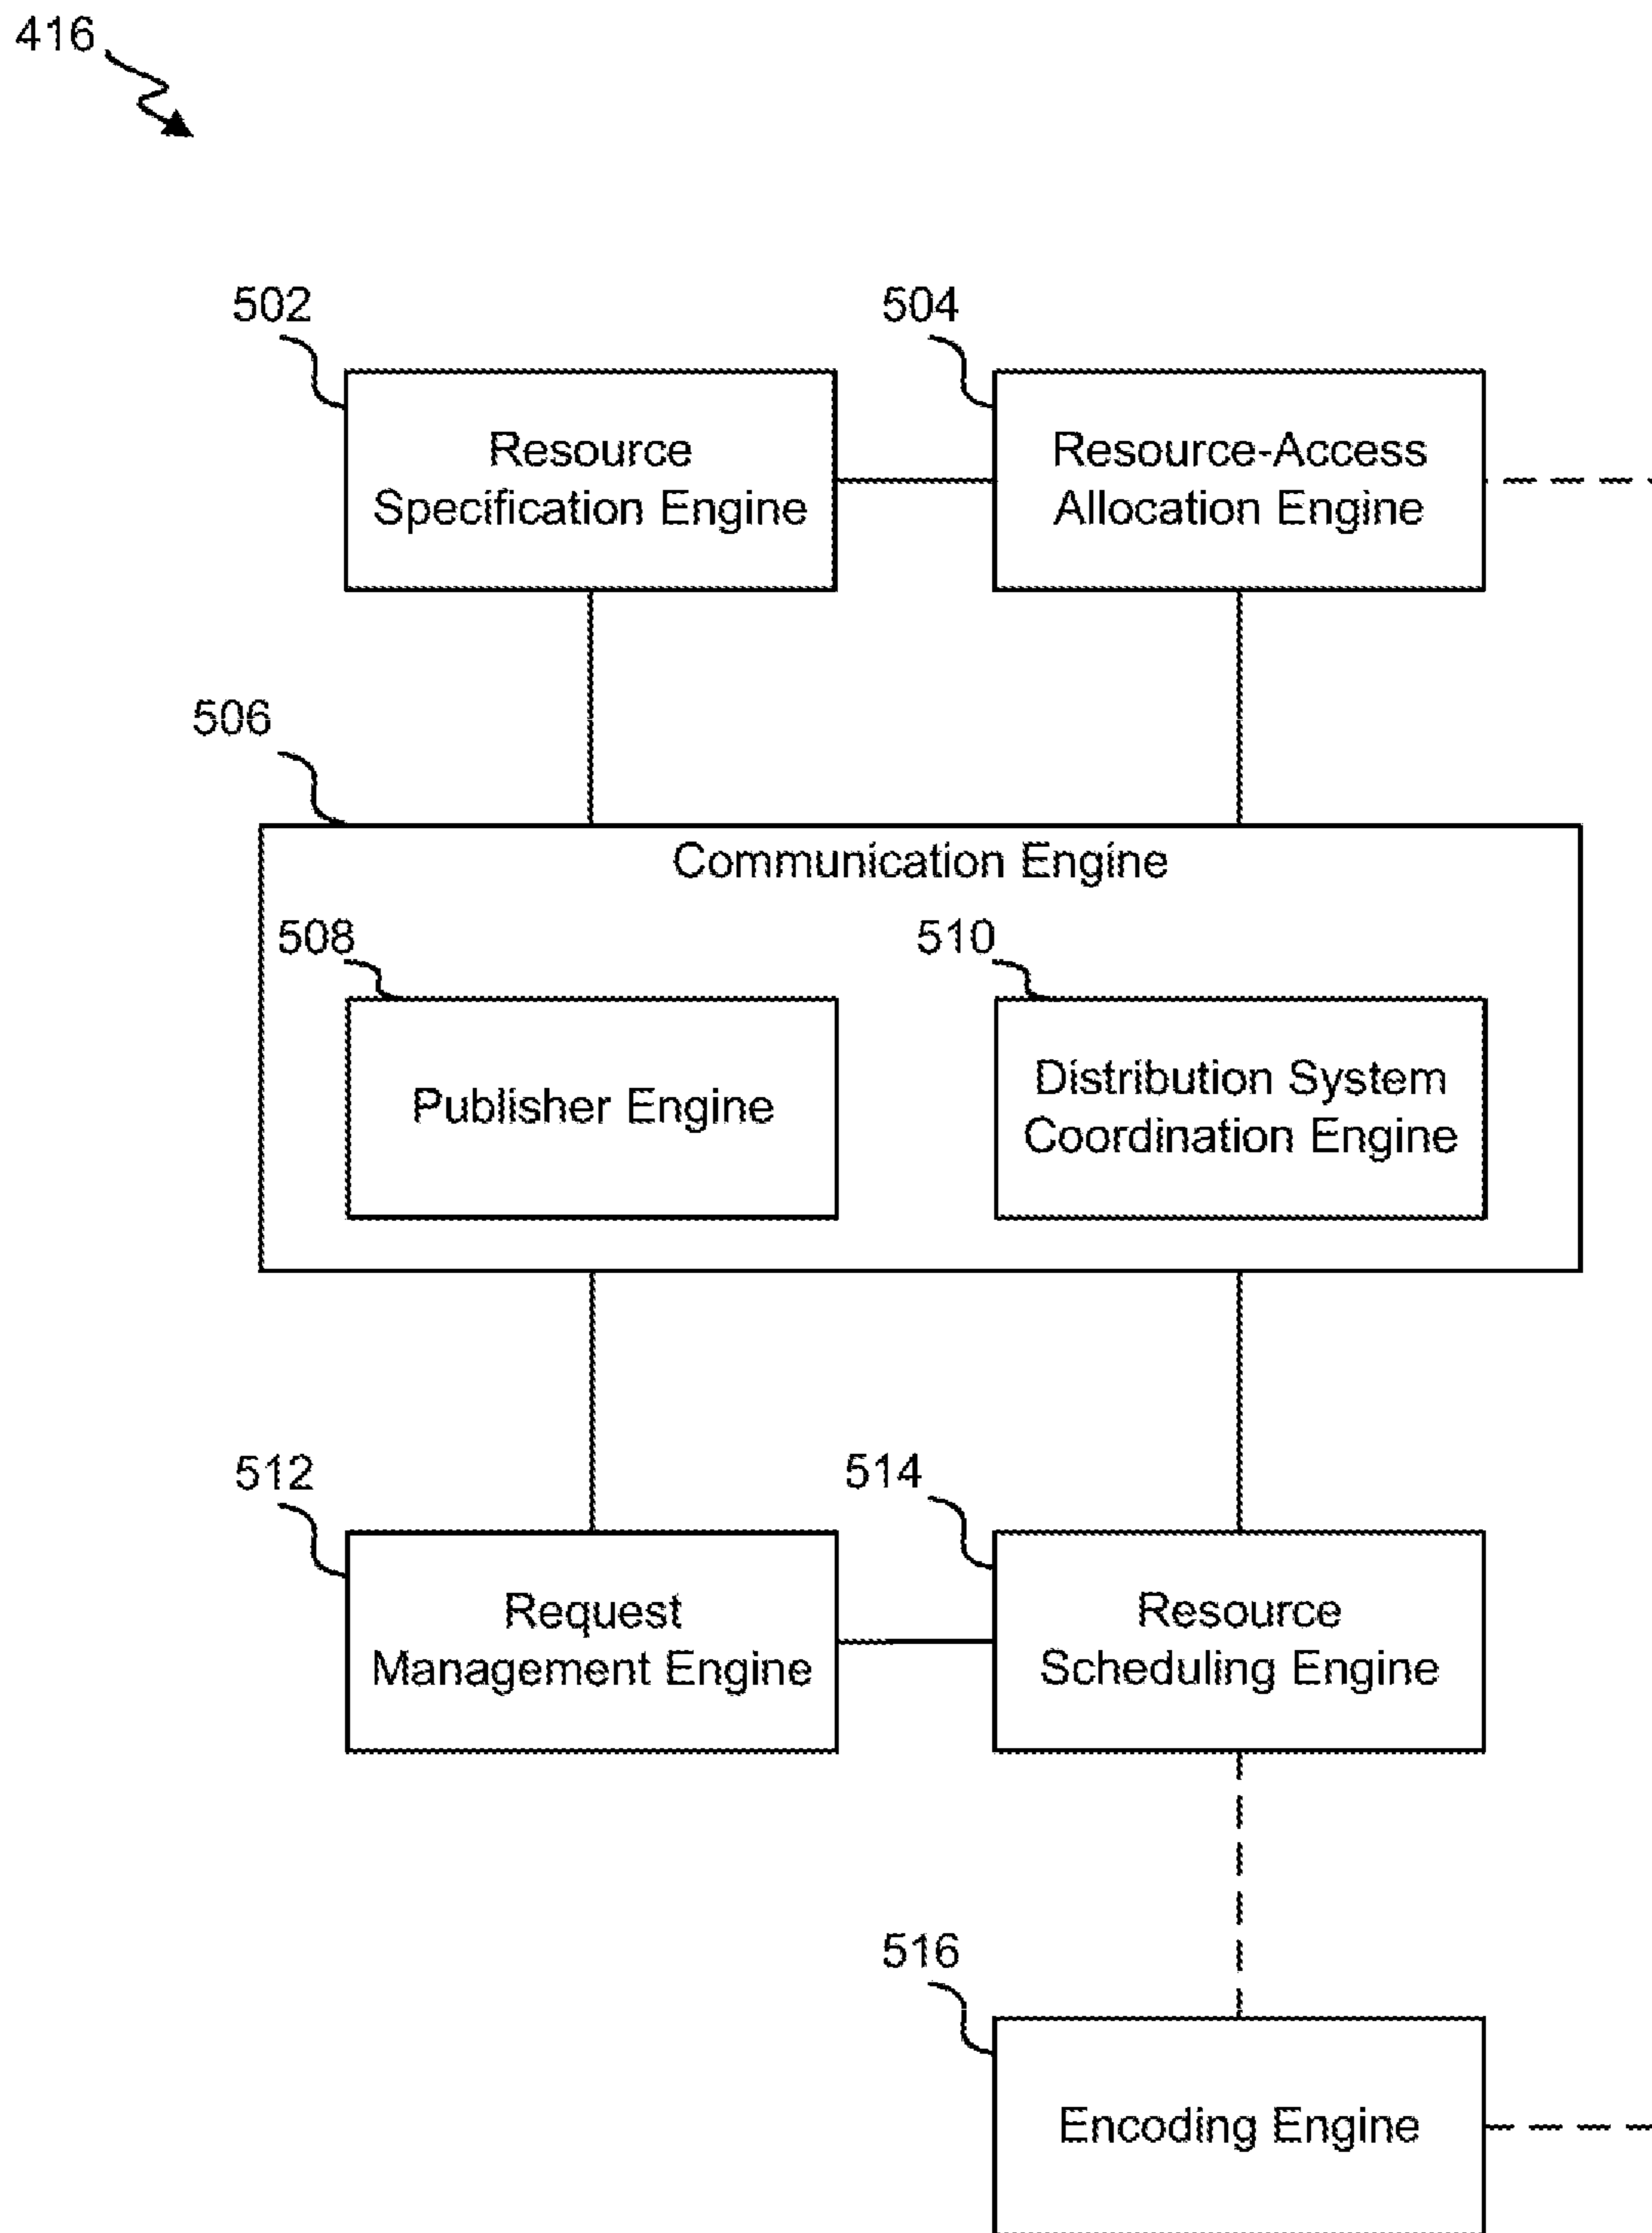 416
502
504
Resource
Specification Engine
Resource-Access
Allocation Engine
506
Communication Engine
508
510
Publisher Engine
Distribution System
Coordination Engine
512
514
Request
Management Engine
Resource
Scheduling Engine
516
Encoding Engine